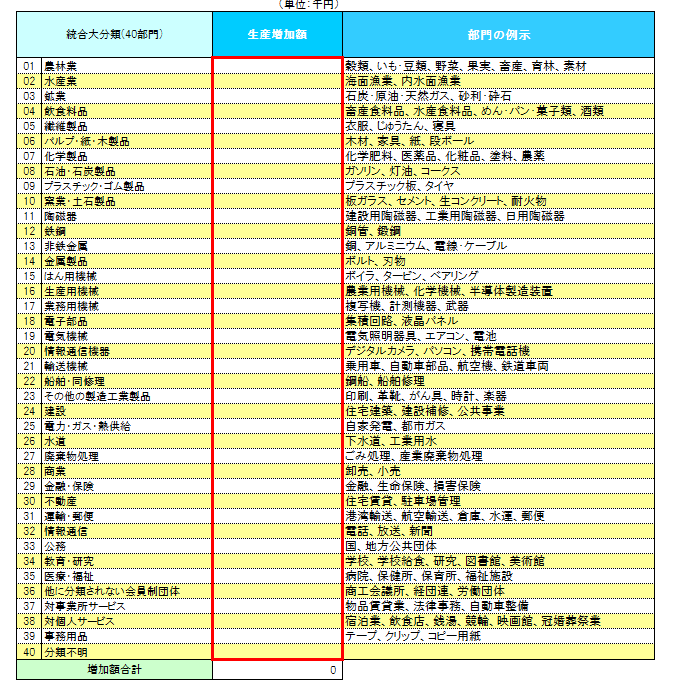 (単位:千円)
統合大分類(40部門) 生産増加額 部門の例示
01 農林業 穀類、いも・豆類、野菜、果実、畜産、育林、素材
02 水産業 海面漁業、内水面漁業
03 鉱業 石炭・原油・天然ガス、砂利・砕石
04 飲食料品 畜産食料品、水産食料品、めん・パン・菓子類、酒類
05 繊維製品 衣服、じゅうたん、寝具
06 パルプ・紙・木製品 木材、家具、紙、段ボール
07 化学製品 化学肥料、医薬品、化粧品、塗料、農薬
08 石油・石炭製品 ガソリン、灯油、コークス
09 プラスチック・ゴム製品 プラスチック板、タイヤ
10 窯業・土石製品 板ガラス、セメント、生コンクリート、耐火物
11 陶磁器 建設用陶磁器、工業用陶磁器、日用陶磁器
12 鉄鋼 鋼管、鍛鋼
13 非鉄金属 銅、アルミニウム、電線・ケーブル
14 金属製品 ボルト、刃物
15 はん用機械 ボイラ、タービン、ベアリング
16 生産用機械 農業用機械、化学機械、半導体製造装置
17 業務用機械 複写機、計測機器、武器
18 電子部品 集積回路、液晶パネル
19 電気機械 電気照明器具、エアコン、電池
20 情報通信機器 デジタルカメラ、パソコン、携帯電話機
21 輸送機械 乗用車、自動車部品、航空機、鉄道車両
22 船舶・同修理 鋼船、船舶修理
23 その他の製造工業製品 印刷、革靴、がん具、時計、楽器
24 建設 住宅建築、建設補修、公共事業
25 電力・ガス・熱供給 自家発電、都市ガス
26 水道 下水道、工業用水
27 廃棄物処理 ごみ処理、産業廃棄物処理
28 商業 卸売、小売
29 金融・保険 金融、生命保険、損害保険
30 不動産 住宅賃貸、駐車場管理
31 運輸・郵便 港湾輸送、航空輸送、倉庫、水運、郵便
32 情報通信 電話、放送、新聞
33 公務 国、地方公共団体
34 教育・研究 学校、学校給食、研究、図書館、美術館
35 医療・福祉 病院、保健所、保育所、福祉施設
36 他に分類されない会員制団体 商工会議所、経団連、労働団体
37 対事業所サービス 物品賃貸業、法律事務、自動車整備
38 対個人サービス 宿泊業、飲食店、銭湯、競輪、映画館、冠婚葬祭業
39 事務用品 テープ、クリップ、コピー用紙
40 分類不明
増加額合計 0